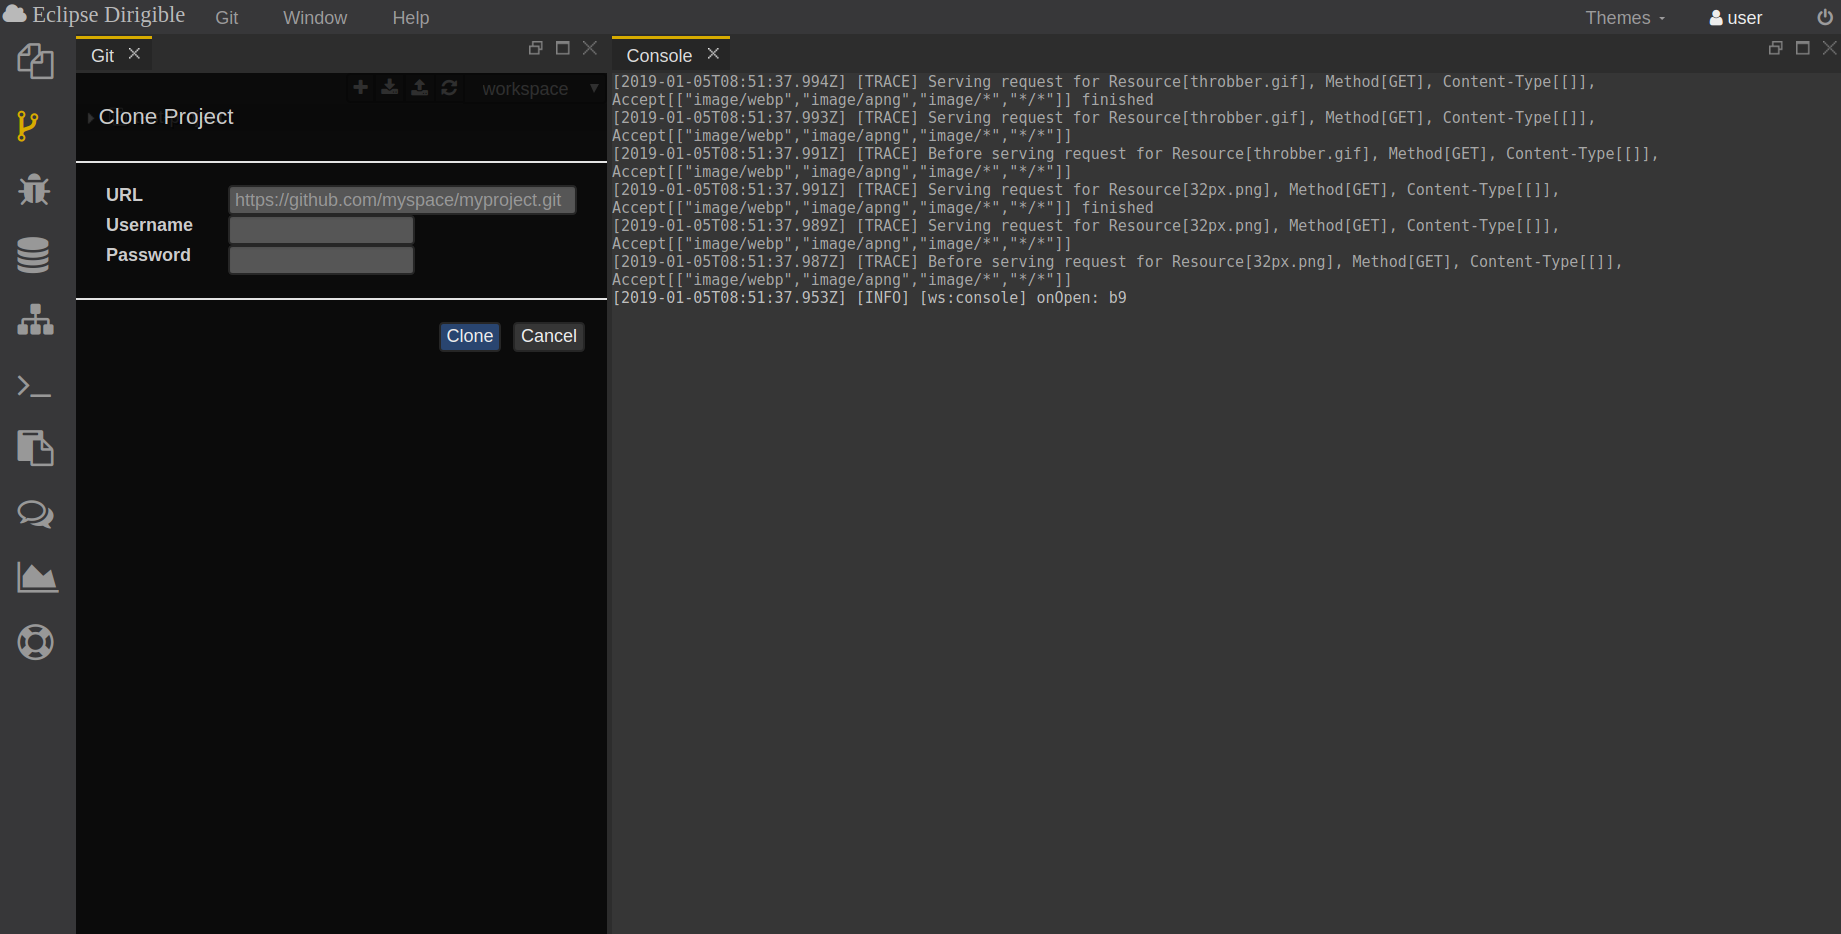 Eclipse Dirigible Git Window Help Themes user
Git
Console
workspace
Clone Project
URL https://github.com/myspace/myproject.git
Username
Password
Clone Cancel
[2019-01-05T08:51:37.994Z] [TRACE] Serving request for Resource[throbber.gif], Method[GET], Content-Type[[]],
Accept[["image/webp","image/apng","image/*","*/*"]] finished
[2019-01-05T08:51:37.993Z] [TRACE] Serving request for Resource[throbber.gif], Method[GET], Content-Type[[]],
Accept[["image/webp","image/apng","image/*","*/*"]]
[2019-01-05T08:51:37.991Z] [TRACE] Before serving request for Resource[throbber.gif], Method[GET], Content-Type[[]],
Accept[["image/webp","image/apng","image/*","*/*"]]
[2019-01-05T08:51:37.991Z] [TRACE] Serving request for Resource[32px.png], Method[GET], Content-Type[[]],
Accept[["image/webp","image/apng","image/*","*/*"]] finished
[2019-01-05T08:51:37.989Z] [TRACE] Serving request for Resource[32px.png], Method[GET], Content-Type[[]],
Accept[["image/webp","image/apng","image/*","*/*"]]
[2019-01-05T08:51:37.987Z] [TRACE] Before serving request for Resource[32px.png], Method[GET], Content-Type[[]],
Accept[["image/webp","image/apng","image/*","*/*"]]
[2019-01-05T08:51:37.953Z] [INFO] [ws:console] onOpen: b9